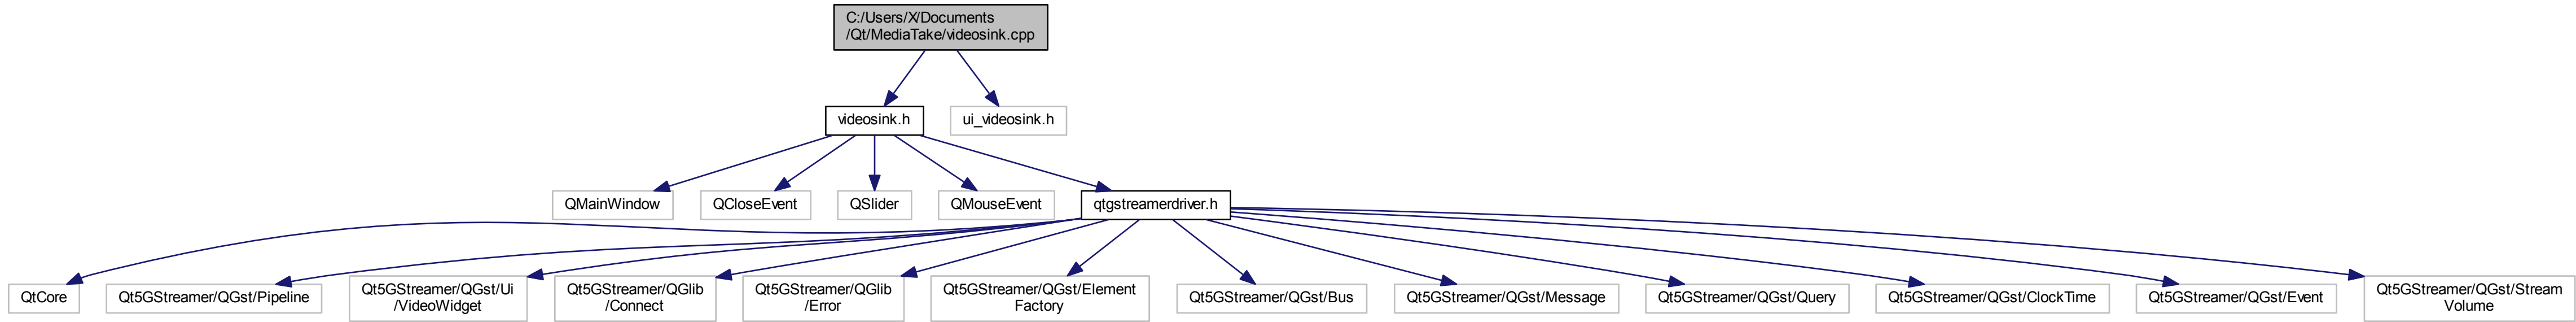 C:/Users/X/Documents
/Qt/MediaTake/videosink.cpp
videosink.h
ui_videosink.h
QMainWindow
QCloseEvent
QSlider
QMouseEvent
qtgstreamerdriver.h
QtCore
Qt5GStreamer/QGst/Pipeline
Qt5GStreamer/QGst/Ui
/VideoWidget
Qt5GStreamer/QGlib
/Connect
Qt5GStreamer/QGlib
/Error
Qt5GStreamer/QGst/Element
Factory
Qt5GStreamer/QGst/Bus
Qt5GStreamer/QGst/Message
Qt5GStreamer/QGst/Query
Qt5GStreamer/QGst/ClockTime
Qt5GStreamer/QGst/Event
Qt5GStreamer/QGst/Stream
Volume